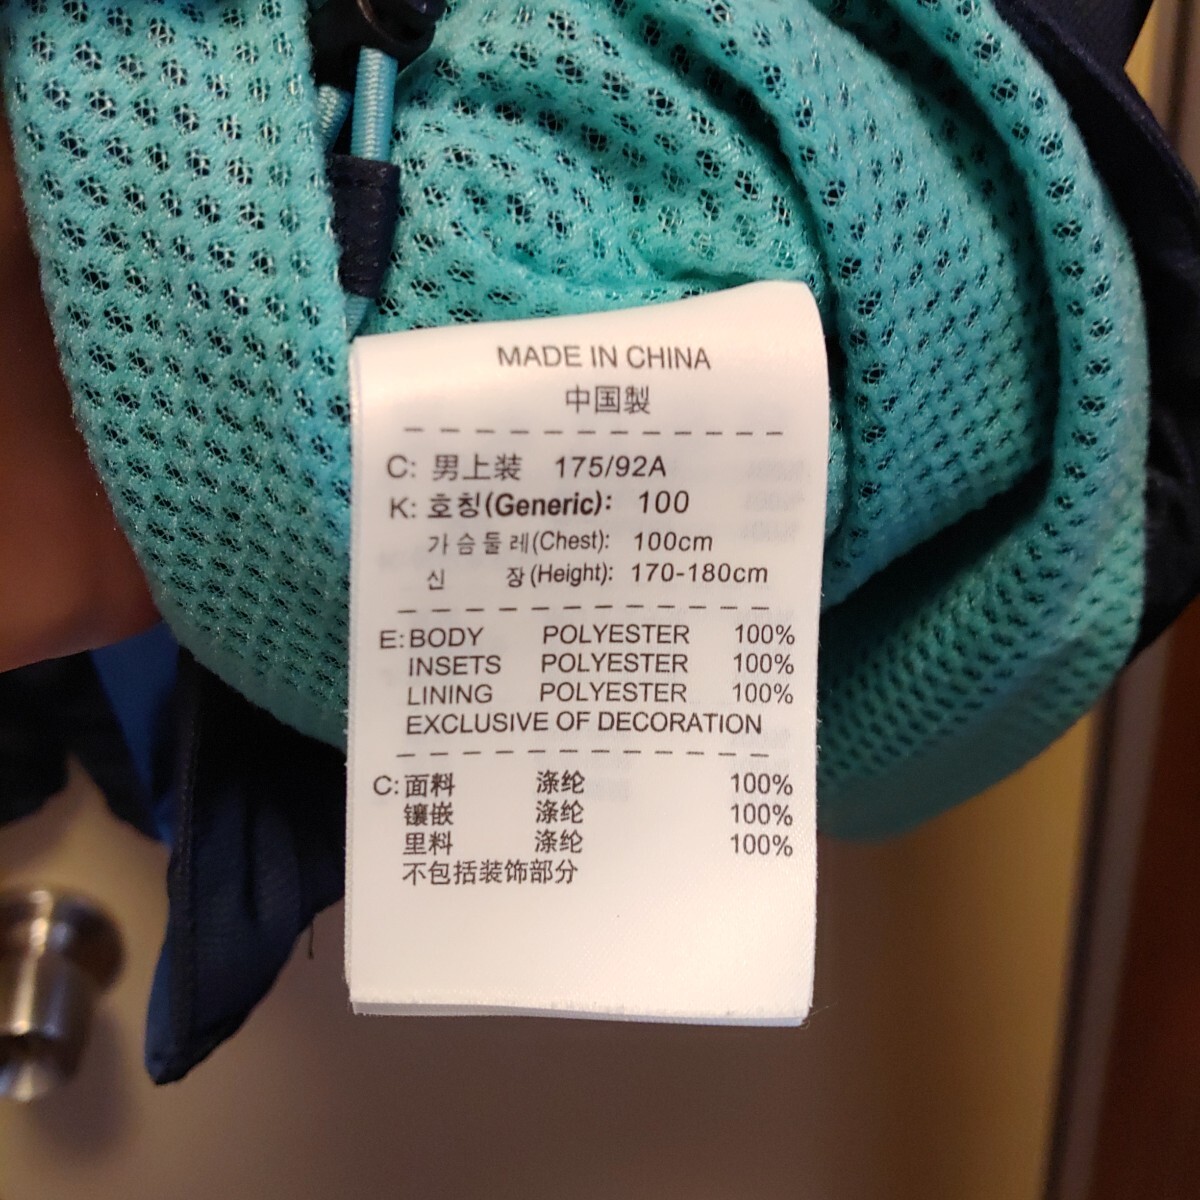 MADE IN CHINA
中国製
C: 男上装 175/92A
K: 호칭(Generic): 100
가슴둘레(Chest): 100cm
신 장(Height): 170-180cm
E: BODY POLYESTER 100%
INSETS POLYESTER 100%
LINING POLYESTER 100%
EXCLUSIVE OF DECORATION
C: 面料 涤纶 100%
镶嵌 涤纶 100%
里料 涤纶 100%
不包括装饰部分